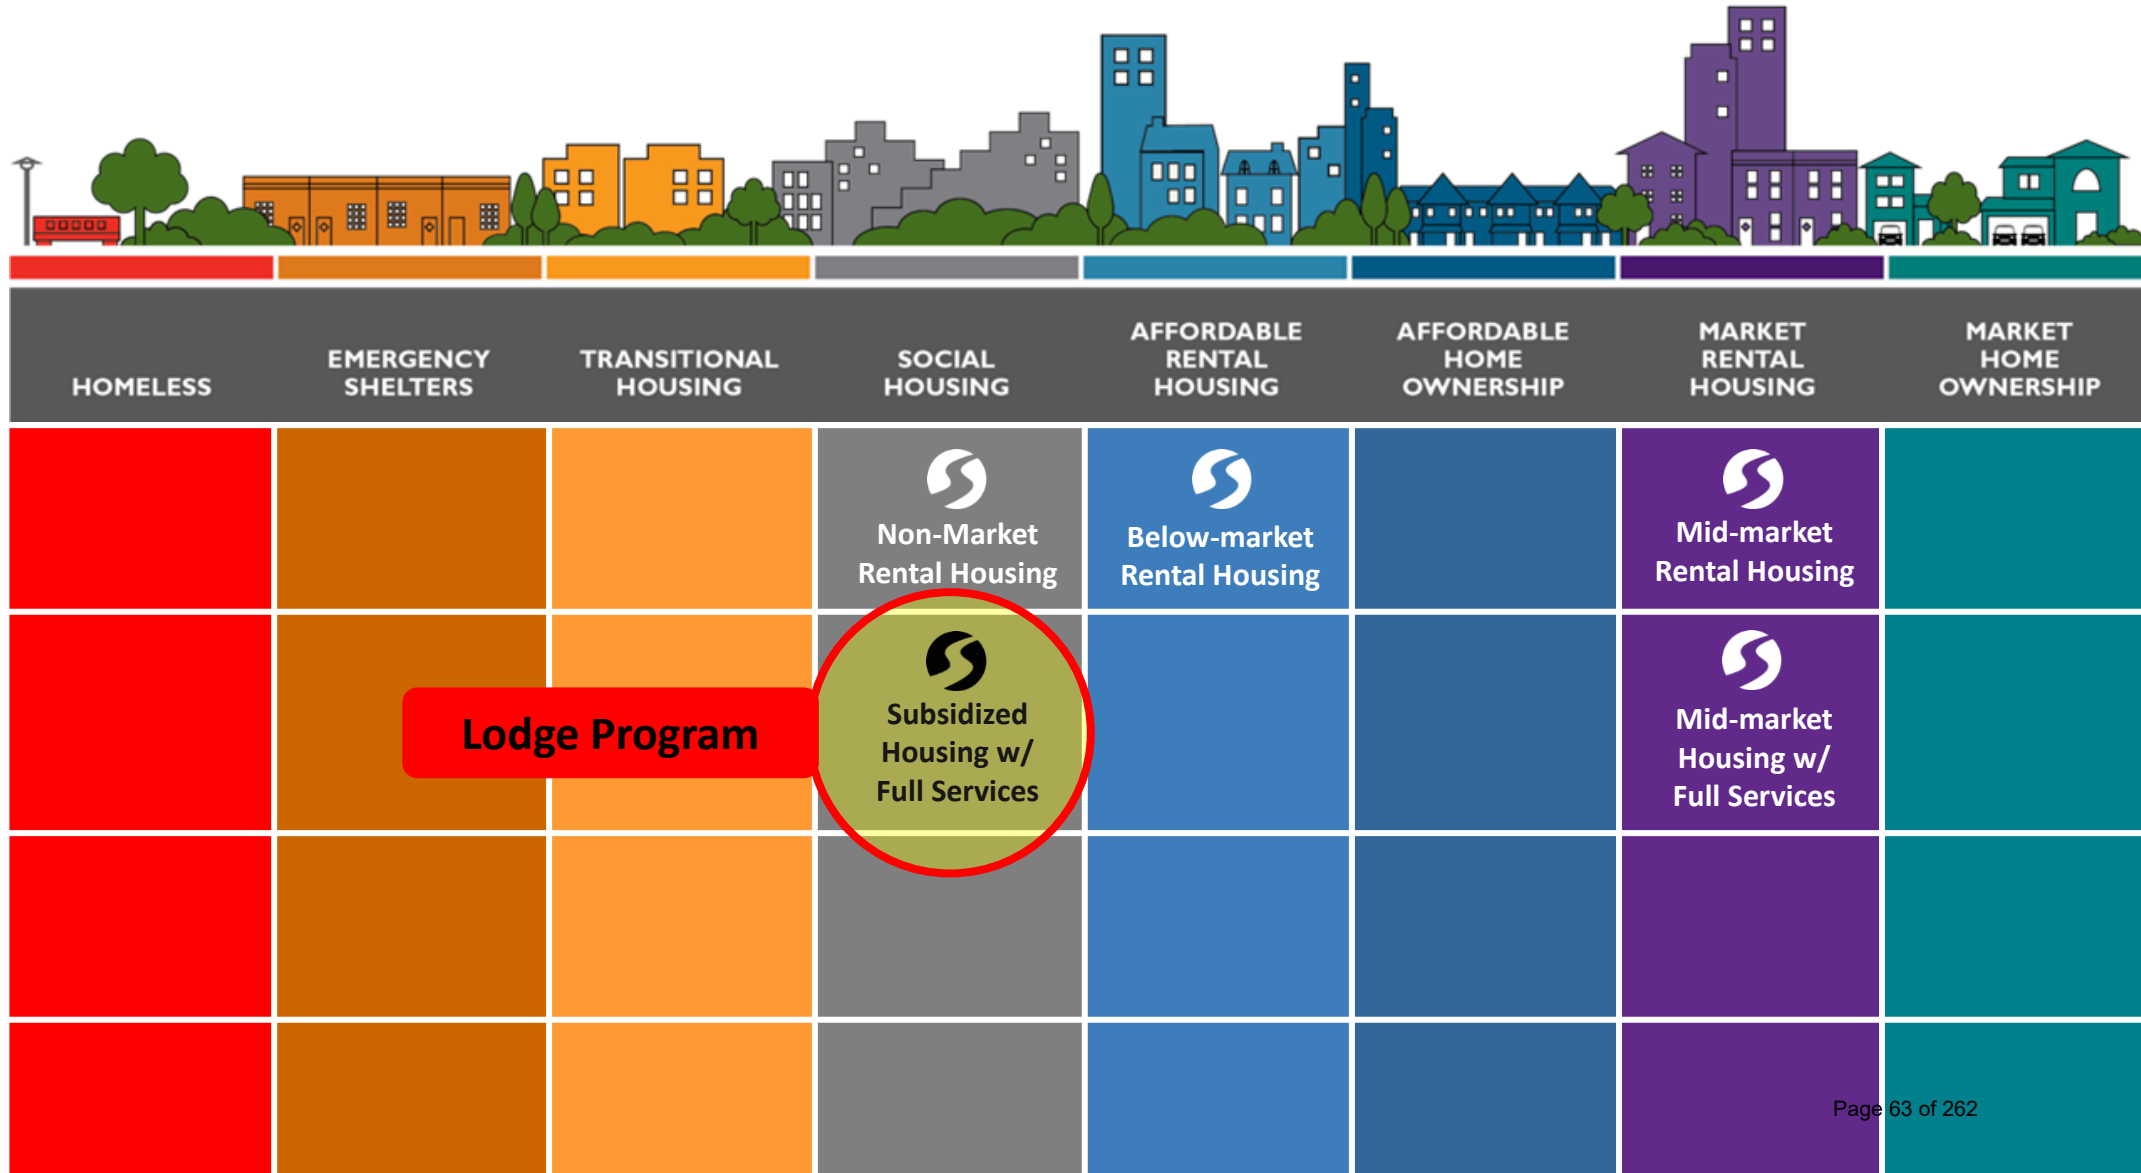 HOMELESS
EMERGENCY
SHELTERS
TRANSITIONAL
HOUSING
SOCIAL
HOUSING
AFFORDABLE
RENTAL
HOUSING
AFFORDABLE
HOME
OWNERSHIP
MARKET
RENTAL
HOUSING
MARKET
HOME
OWNERSHIP
Non-Market
Rental Housing
Below-market
Rental Housing
Mid-market
Rental Housing
Lodge Program
Subsidized
Housing w/
Full Services
Mid-market
Housing w/
Full Services
Page 63 of 262